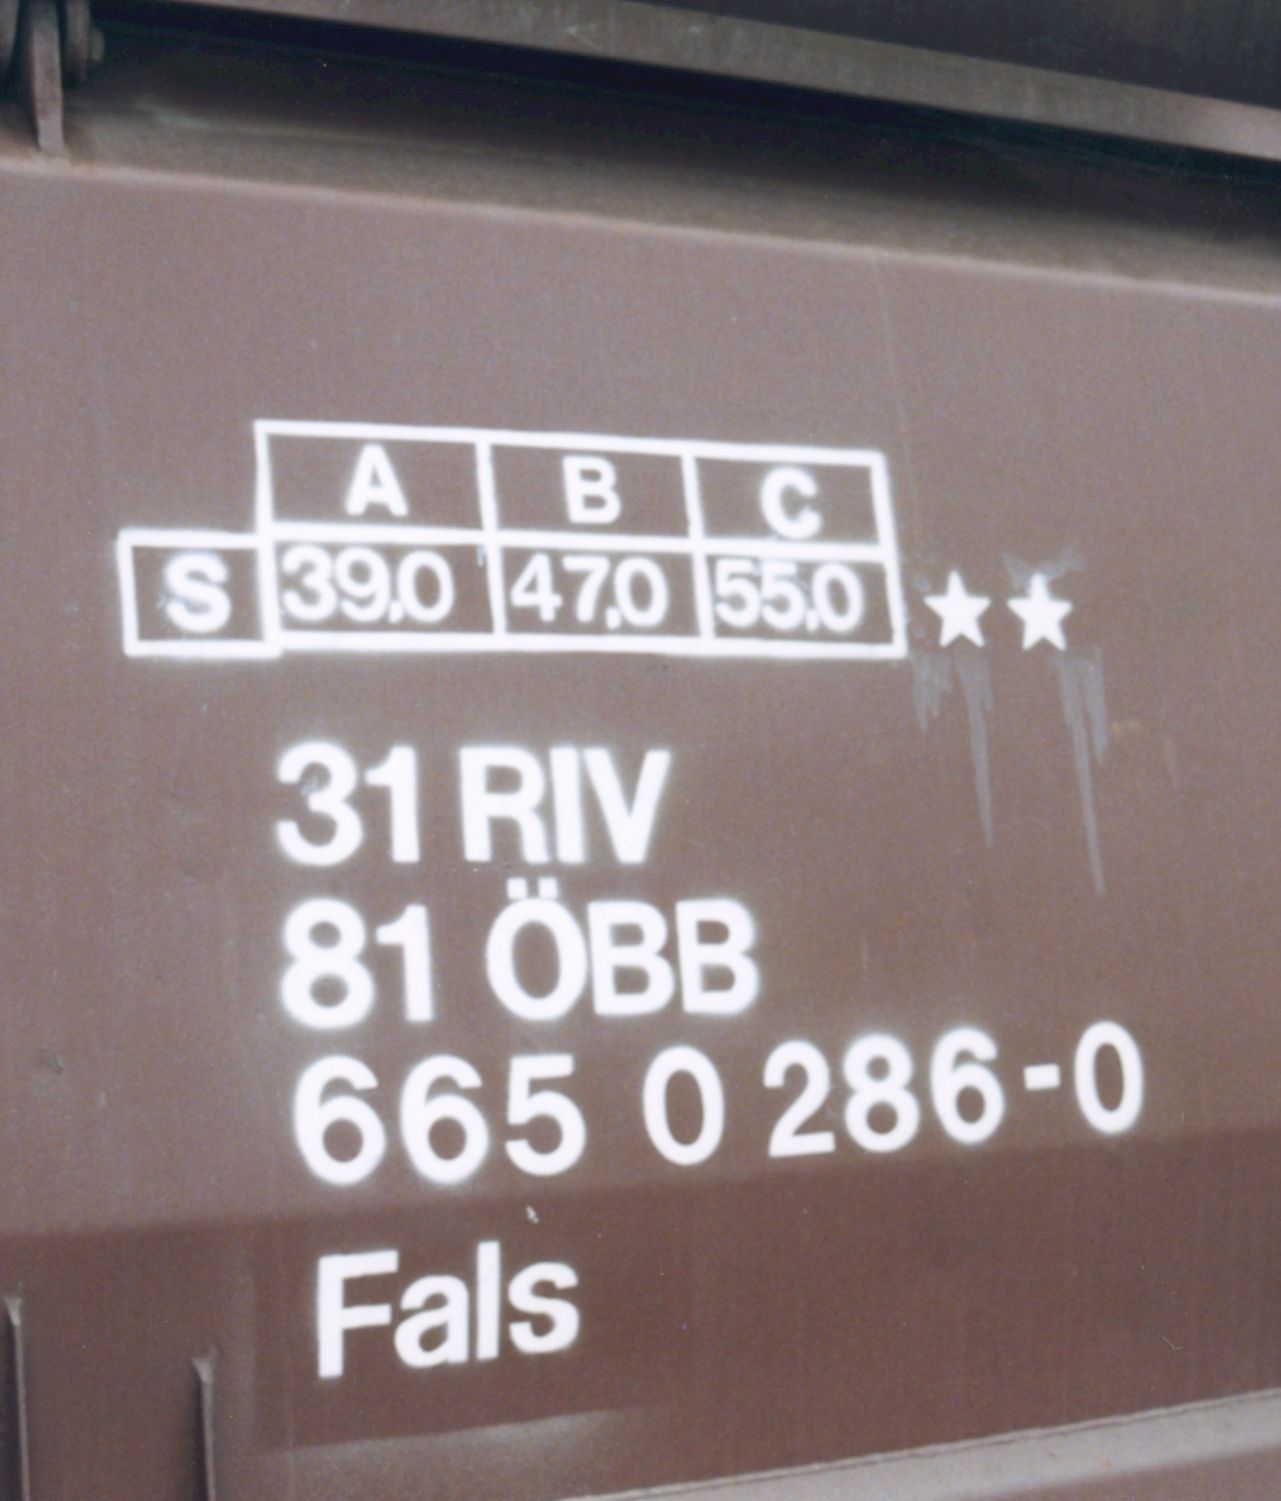 A B C
S 39,0 47,0 55,0 ★★
31 RIV
81 ÖBB
665 0 286-0
Fals